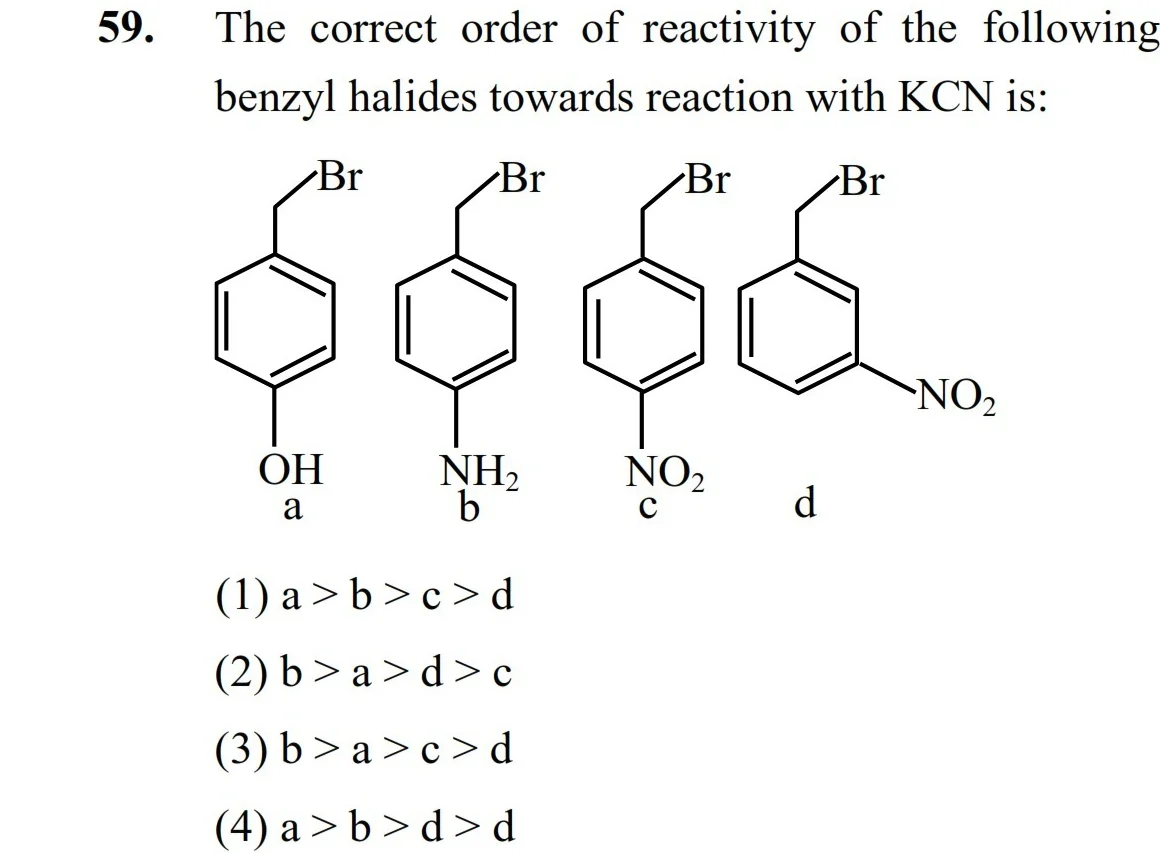 59. The correct order of reactivity of the following
benzyl halides towards reaction with KCN is:
Br Br Br Br
NO₂
OH NH₂ NO₂
a b c d
(1) a > b > c > d
(2) b > a > d > c
(3) b > a > c > d
(4) a > b > d > d